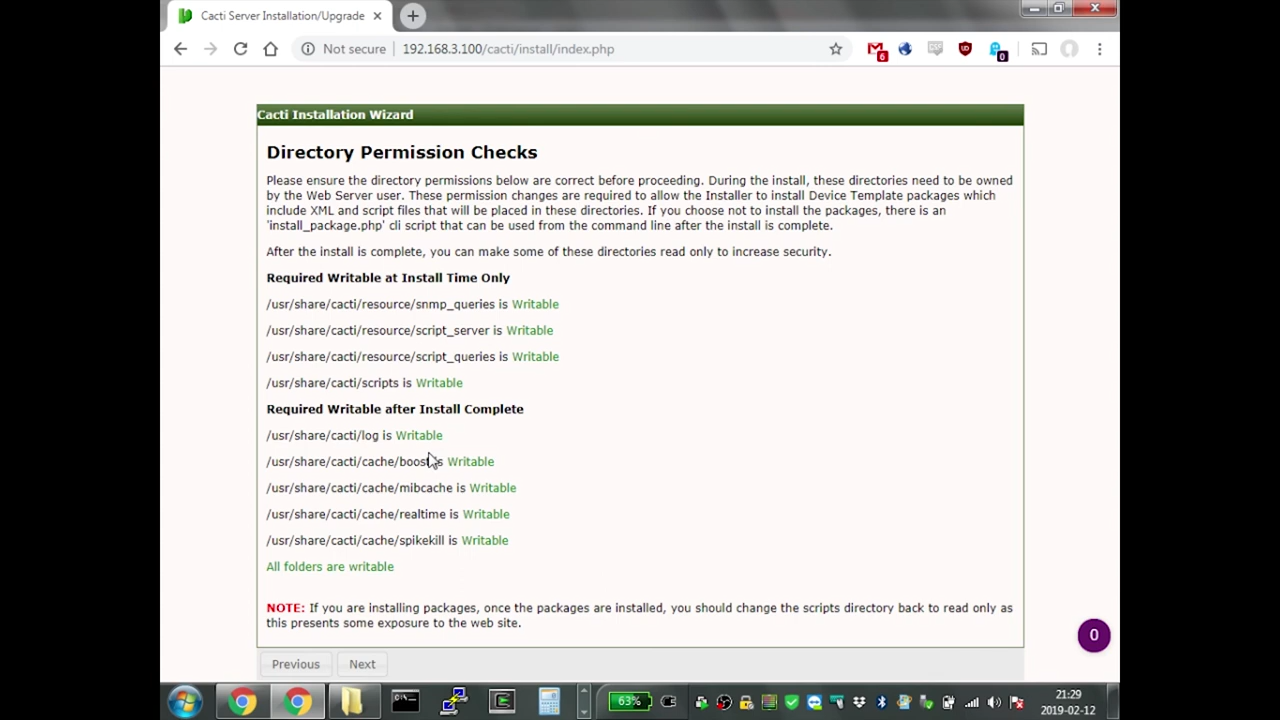 Cacti Server Installation/Upgrade
Not secure 192.168.3.100/cacti/install/index.php
6
0
Cacti Installation Wizard
Directory Permission Checks
Please ensure the directory permissions below are correct before proceeding. During the install, these directories need to be owned
by the Web Server user. These permission changes are required to allow the Installer to install Device Template packages which
include XML and script files that will be placed in these directories. If you choose not to install the packages, there is an
'install_package.php' cli script that can be used from the command line after the install is complete.
After the install is complete, you can make some of these directories read only to increase security.
Required Writable at Install Time Only
/usr/share/cacti/resource/snmp_queries is Writable
/usr/share/cacti/resource/script_server is Writable
/usr/share/cacti/resource/script_queries is Writable
/usr/share/cacti/scripts is Writable
Required Writable after Install Complete
/usr/share/cacti/log is Writable
/usr/share/cacti/cache/boost is Writable
/usr/share/cacti/cache/mibcache is Writable
/usr/share/cacti/cache/realtime is Writable
/usr/share/cacti/cache/spikekill is Writable
All folders are writable
NOTE: If you are installing packages, once the packages are installed, you should change the scripts directory back to read only as
this presents some exposure to the web site.
0
Previous Next
63%
21:29
2019-02-12